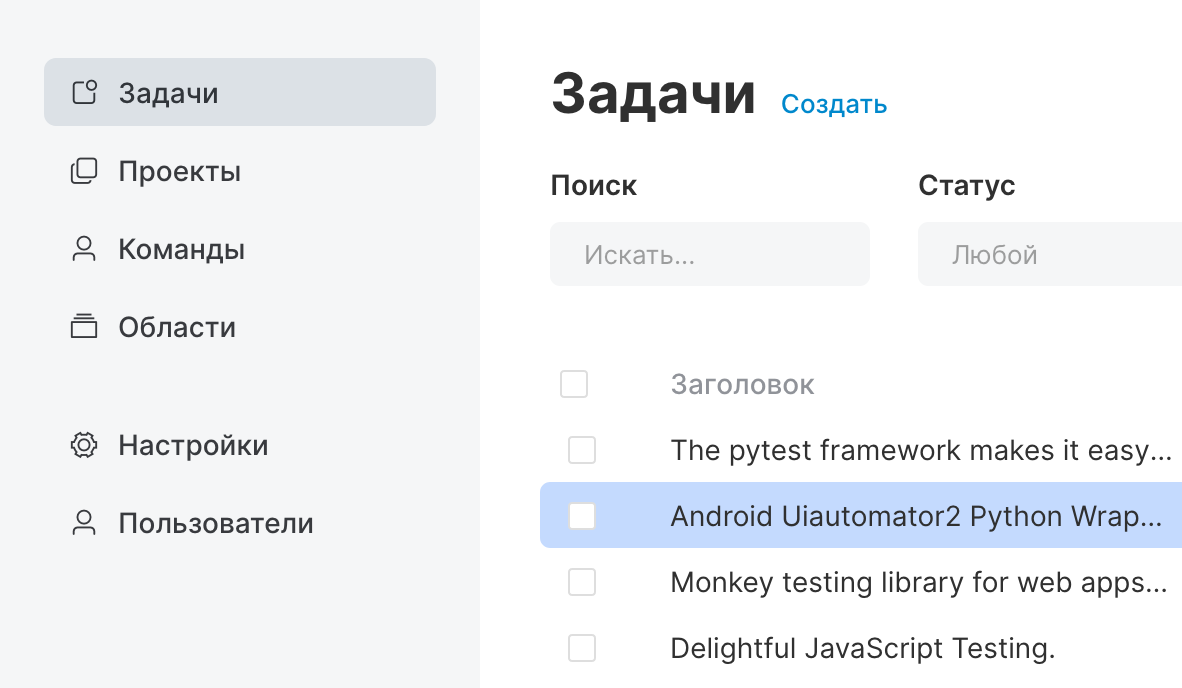 Задачи
Проекты
Команды
Области
Настройки
Пользователи
Задачи Создать
Поиск Статус
Искать... Любой
Заголовок
The pytest framework makes it easy...
Android Uiautomator2 Python Wrap...
Monkey testing library for web apps...
Delightful JavaScript Testing.